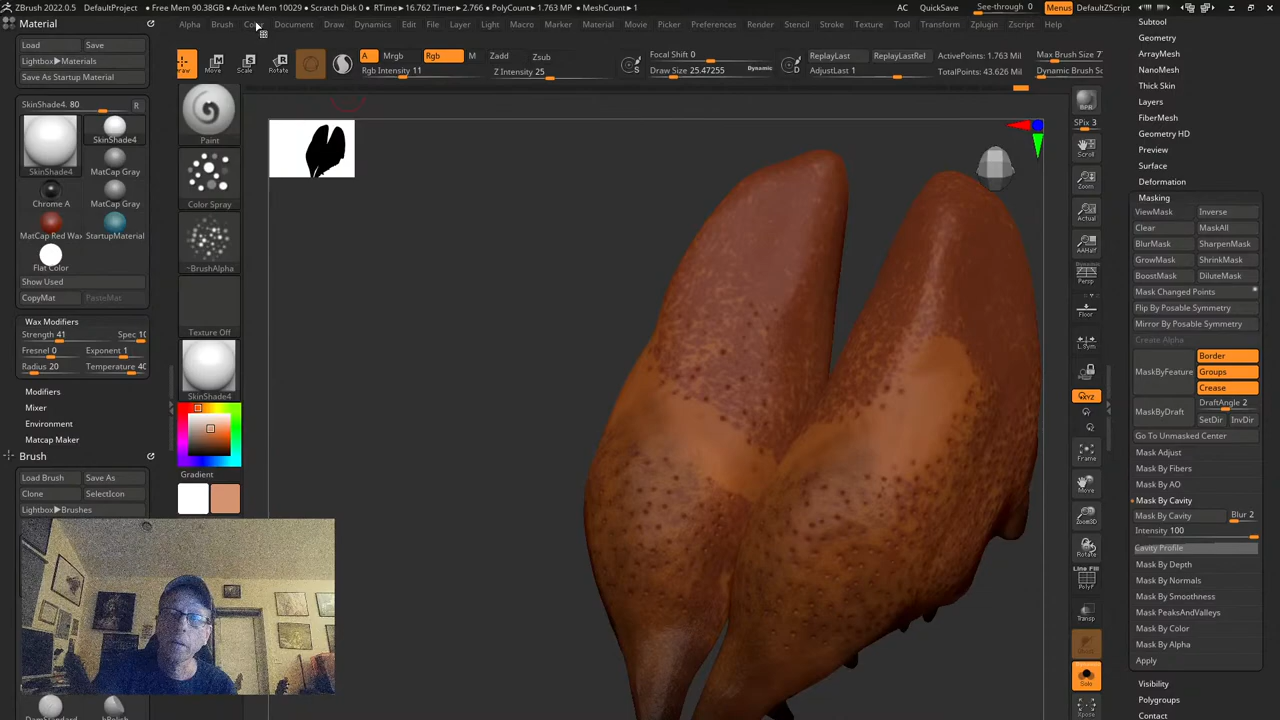 ZBrush 2022.0.5 DefaultProject • Free Mem 90.38GB • Active Mem 10029 • Scratch Disk 0 • RTime▸16.762 Timer▸2.766 • PolyCount▸1.763 MP • MeshCount▸1 AC QuickSave See-through 0 Menus DefaultZScript
Material
Alpha Brush Document Draw Dynamics Edit File Layer Light Macro Marker Material Movie Picker Preferences Render Stencil Stroke Texture Tool Transform Zplugin Zscript Help
Load Save
Lightbox▶Materials
Save As Startup Material
Move Scale Rotate
A Mrgb Rgb M Zadd Zsub
Rgb Intensity 11 Z Intensity 25
Focal Shift 0
Draw Size 25.47255 Dynamic
ReplayLast ReplayLastRel
AdjustLast 1
ActivePoints: 1.763 Mil
TotalPoints: 43.626 Mil
Max Brush Size
Dynamic Brush Sc
SkinShade4. 80 R
SkinShade4 SkinShade4
MatCap Gray
Chrome A MatCap Gray
MatCap Red Wax StartupMaterial
Flat Color
Show Used
CopyMat PasteMat
Wax Modifiers
Strength 41 Spec 10
Fresnel 0 Exponent 1
Radius 20 Temperature 40
Modifiers
Mixer
Environment
Matcap Maker
Brush
Load Brush Save As
Clone SelectIcon
Lightbox▶Brushes
DamStandard hPolish
Paint
Color Spray
~BrushAlpha
Texture Off
SkinShade4
Gradient
BPR
SPix 3
Scroll
Zoom
Actual
AAHalf
Persp
Floor
L.Sym
XYZ
Frame
Move
Zoom3D
Rotate
Line Fill
PolyF
Transp
Solo
Xpose
Subtool
Geometry
ArrayMesh
NanoMesh
Thick Skin
Layers
FiberMesh
Geometry HD
Preview
Surface
Deformation
Masking
ViewMask Inverse
Clear MaskAll
BlurMask SharpenMask
GrowMask ShrinkMask
BoostMask DiluteMask
Mask Changed Points
Flip By Posable Symmetry
Mirror By Posable Symmetry
Create Alpha
MaskByFeature Border
Groups
Crease
MaskByDraft DraftAngle 2
SetDir InvDir
Go To Unmasked Center
Mask Adjust
Mask By Fibers
Mask By AO
Mask By Cavity
Mask By Cavity Blur 2
Intensity 100
Cavity Profile
Mask By Depth
Mask By Normals
Mask By Smoothness
Mask PeaksAndValleys
Mask By Color
Mask By Alpha
Apply
Visibility
Polygroups
Contact